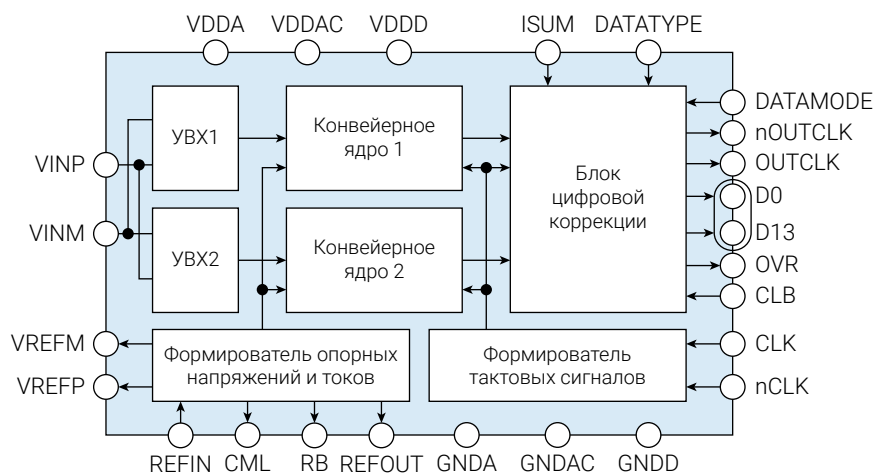 VDDA VDDAC VDDD ISUM DATATYPE
DATAMODE
nOUTCLK
OUTCLK
D0
D13
OVR
CLB
CLK
nCLK
VINP
VINM
VREFM
VREFP
УВХ1
Конвейерное
ядро 1
УВХ2
Конвейерное
ядро 2
Блок
цифровой
коррекции
Формирователь опорных
напряжений и токов
Формирователь
тактовых сигналов
REFIN CML RB REFOUT GNDA GNDAC GNDD